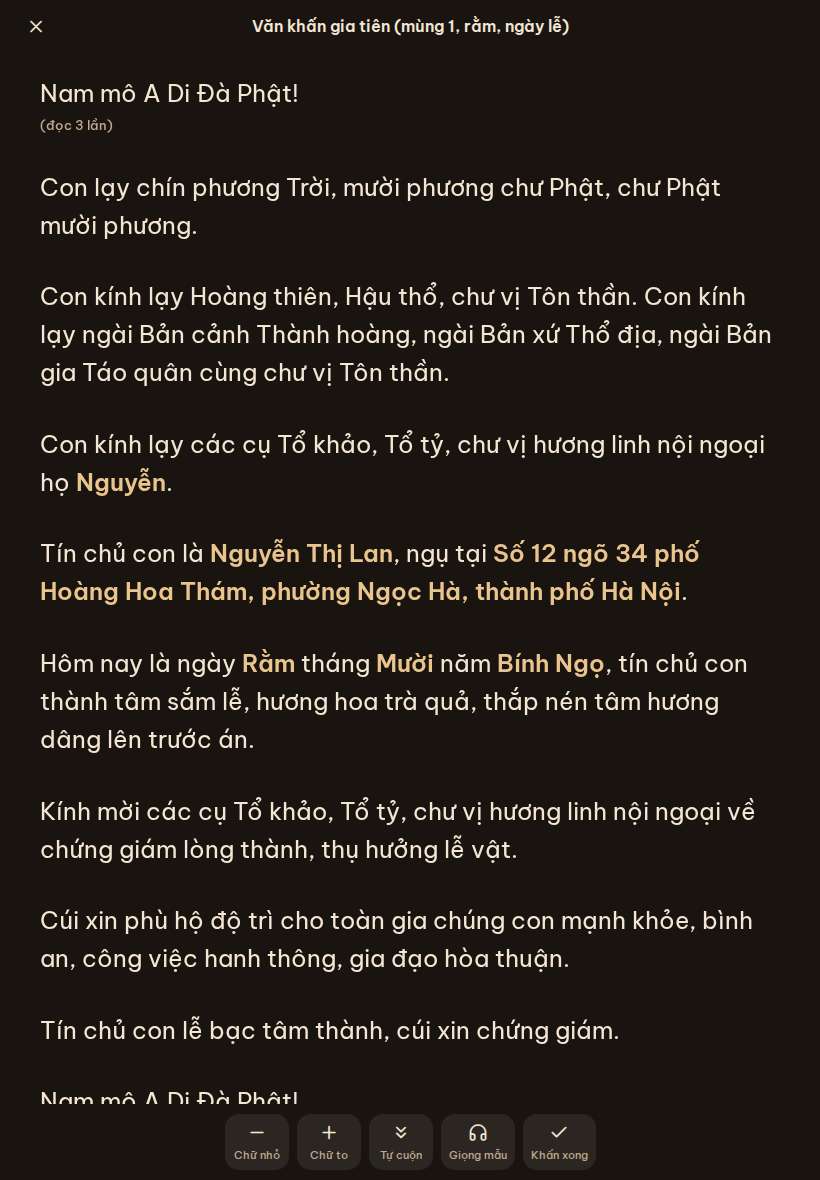 Văn khấn gia tiên (mùng 1, rằm, ngày lễ)
Nam mô A Di Đà Phật!
(đọc 3 lần)
Con lạy chín phương Trời, mười phương chư Phật, chư Phật
mười phương.
Con kính lạy Hoàng thiên, Hậu thổ, chư vị Tôn thần. Con kính
lạy ngài Bản cảnh Thành hoàng, ngài Bản xứ Thổ địa, ngài Bản
gia Táo quân cùng chư vị Tôn thần.
Con kính lạy các cụ Tổ khảo, Tổ tỷ, chư vị hương linh nội ngoại
họ Nguyễn.
Tín chủ con là Nguyễn Thị Lan, ngụ tại Số 12 ngõ 34 phố
Hoàng Hoa Thám, phường Ngọc Hà, thành phố Hà Nội.
Hôm nay là ngày Rằm tháng Mười năm Bính Ngọ, tín chủ con
thành tâm sắm lễ, hương hoa trà quả, thắp nén tâm hương
dâng lên trước án.
Kính mời các cụ Tổ khảo, Tổ tỷ, chư vị hương linh nội ngoại về
chứng giám lòng thành, thụ hưởng lễ vật.
Cúi xin phù hộ độ trì cho toàn gia chúng con mạnh khỏe, bình
an, công việc hanh thông, gia đạo hòa thuận.
Tín chủ con lễ bạc tâm thành, cúi xin chứng giám.
Nam mô A Di Đà Phật!
Chữ nhỏ
Chữ to
Tự cuộn
Giọng mẫu
Khấn xong